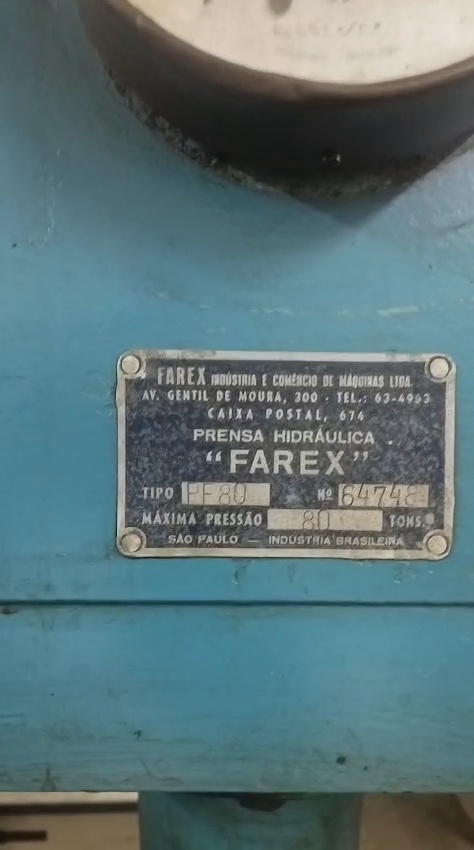 FAREX INDÚSTRIA E COMÉRCIO DE MÁQUINAS LTDA.
AV. GENTIL DE MOURA, 300 - TEL.: 63-4963
CAIXA POSTAL, 674
PRENSA HIDRÁULICA
“FAREX”
TIPO PF80 Nº 64748
MÁXIMA PRESSÃO 80 TONS.
SÃO PAULO — INDÚSTRIA BRASILEIRA